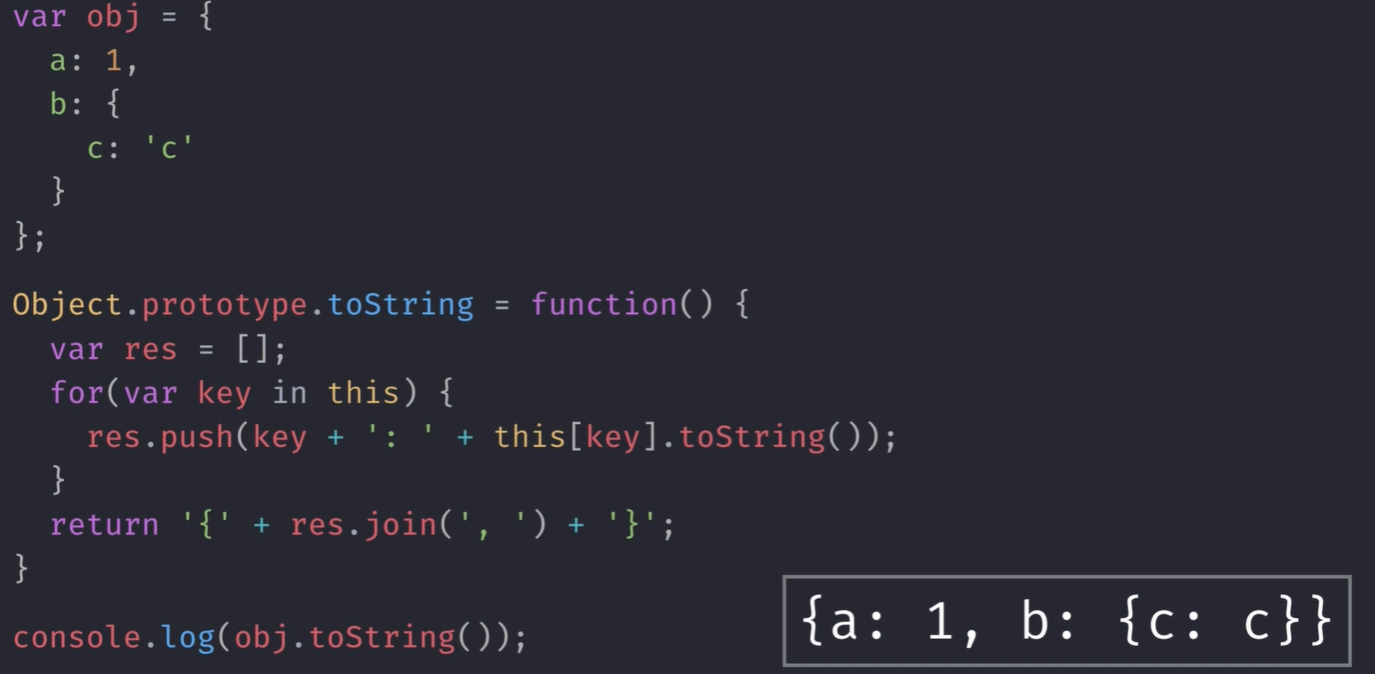 var obj = {
  a: 1,
  b: {
    c: 'c'
  }
};
Object.prototype.toString = function() {
  var res = [];
  for(var key in this) {
    res.push(key + ': ' + this[key].toString());
  }
  return '{' + res.join(', ') + '}';
}
console.log(obj.toString());
{a: 1, b: {c: c}}